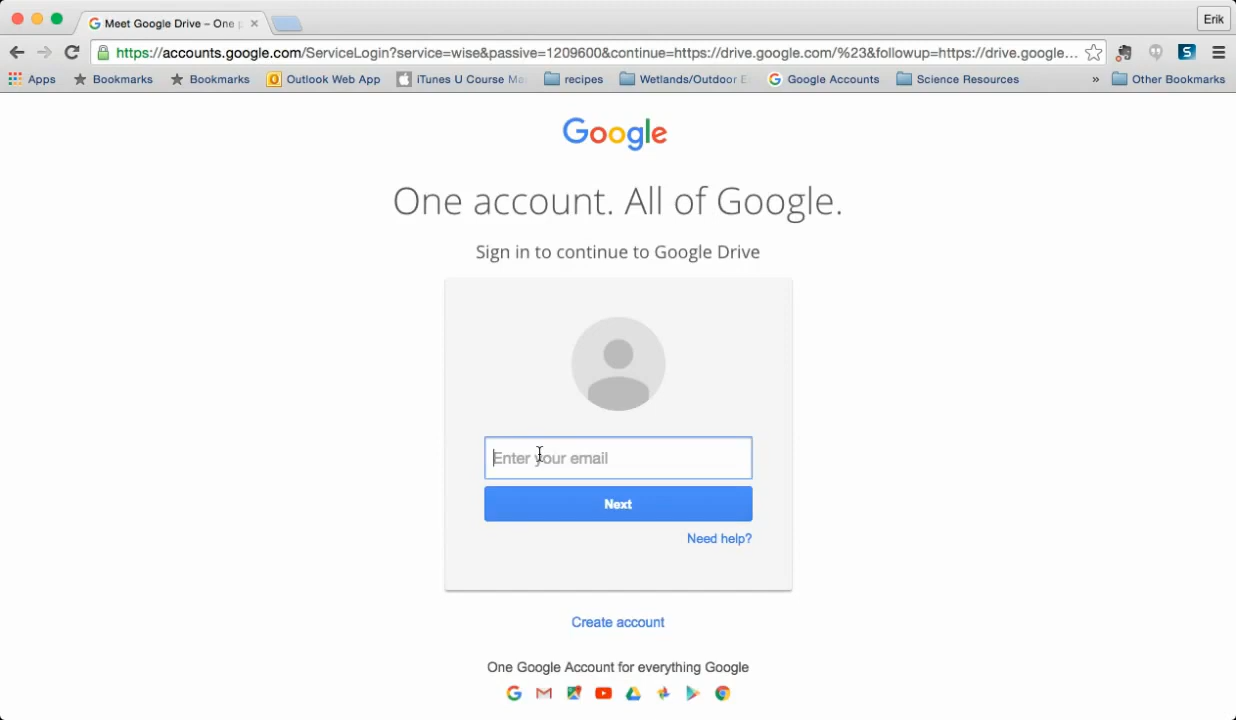 Meet Google Drive – One
Erik
https://accounts.google.com/ServiceLogin?service=wise&passive=1209600&continue=https://drive.google.com/%23&followup=https://drive.google...
Apps Bookmarks Bookmarks Outlook Web App iTunes U Course recipes Wetlands/Outdoor Google Accounts Science Resources » Other Bookmarks
Google
One account. All of Google.
Sign in to continue to Google Drive
Enter your email
Next
Need help?
Create account
One Google Account for everything Google